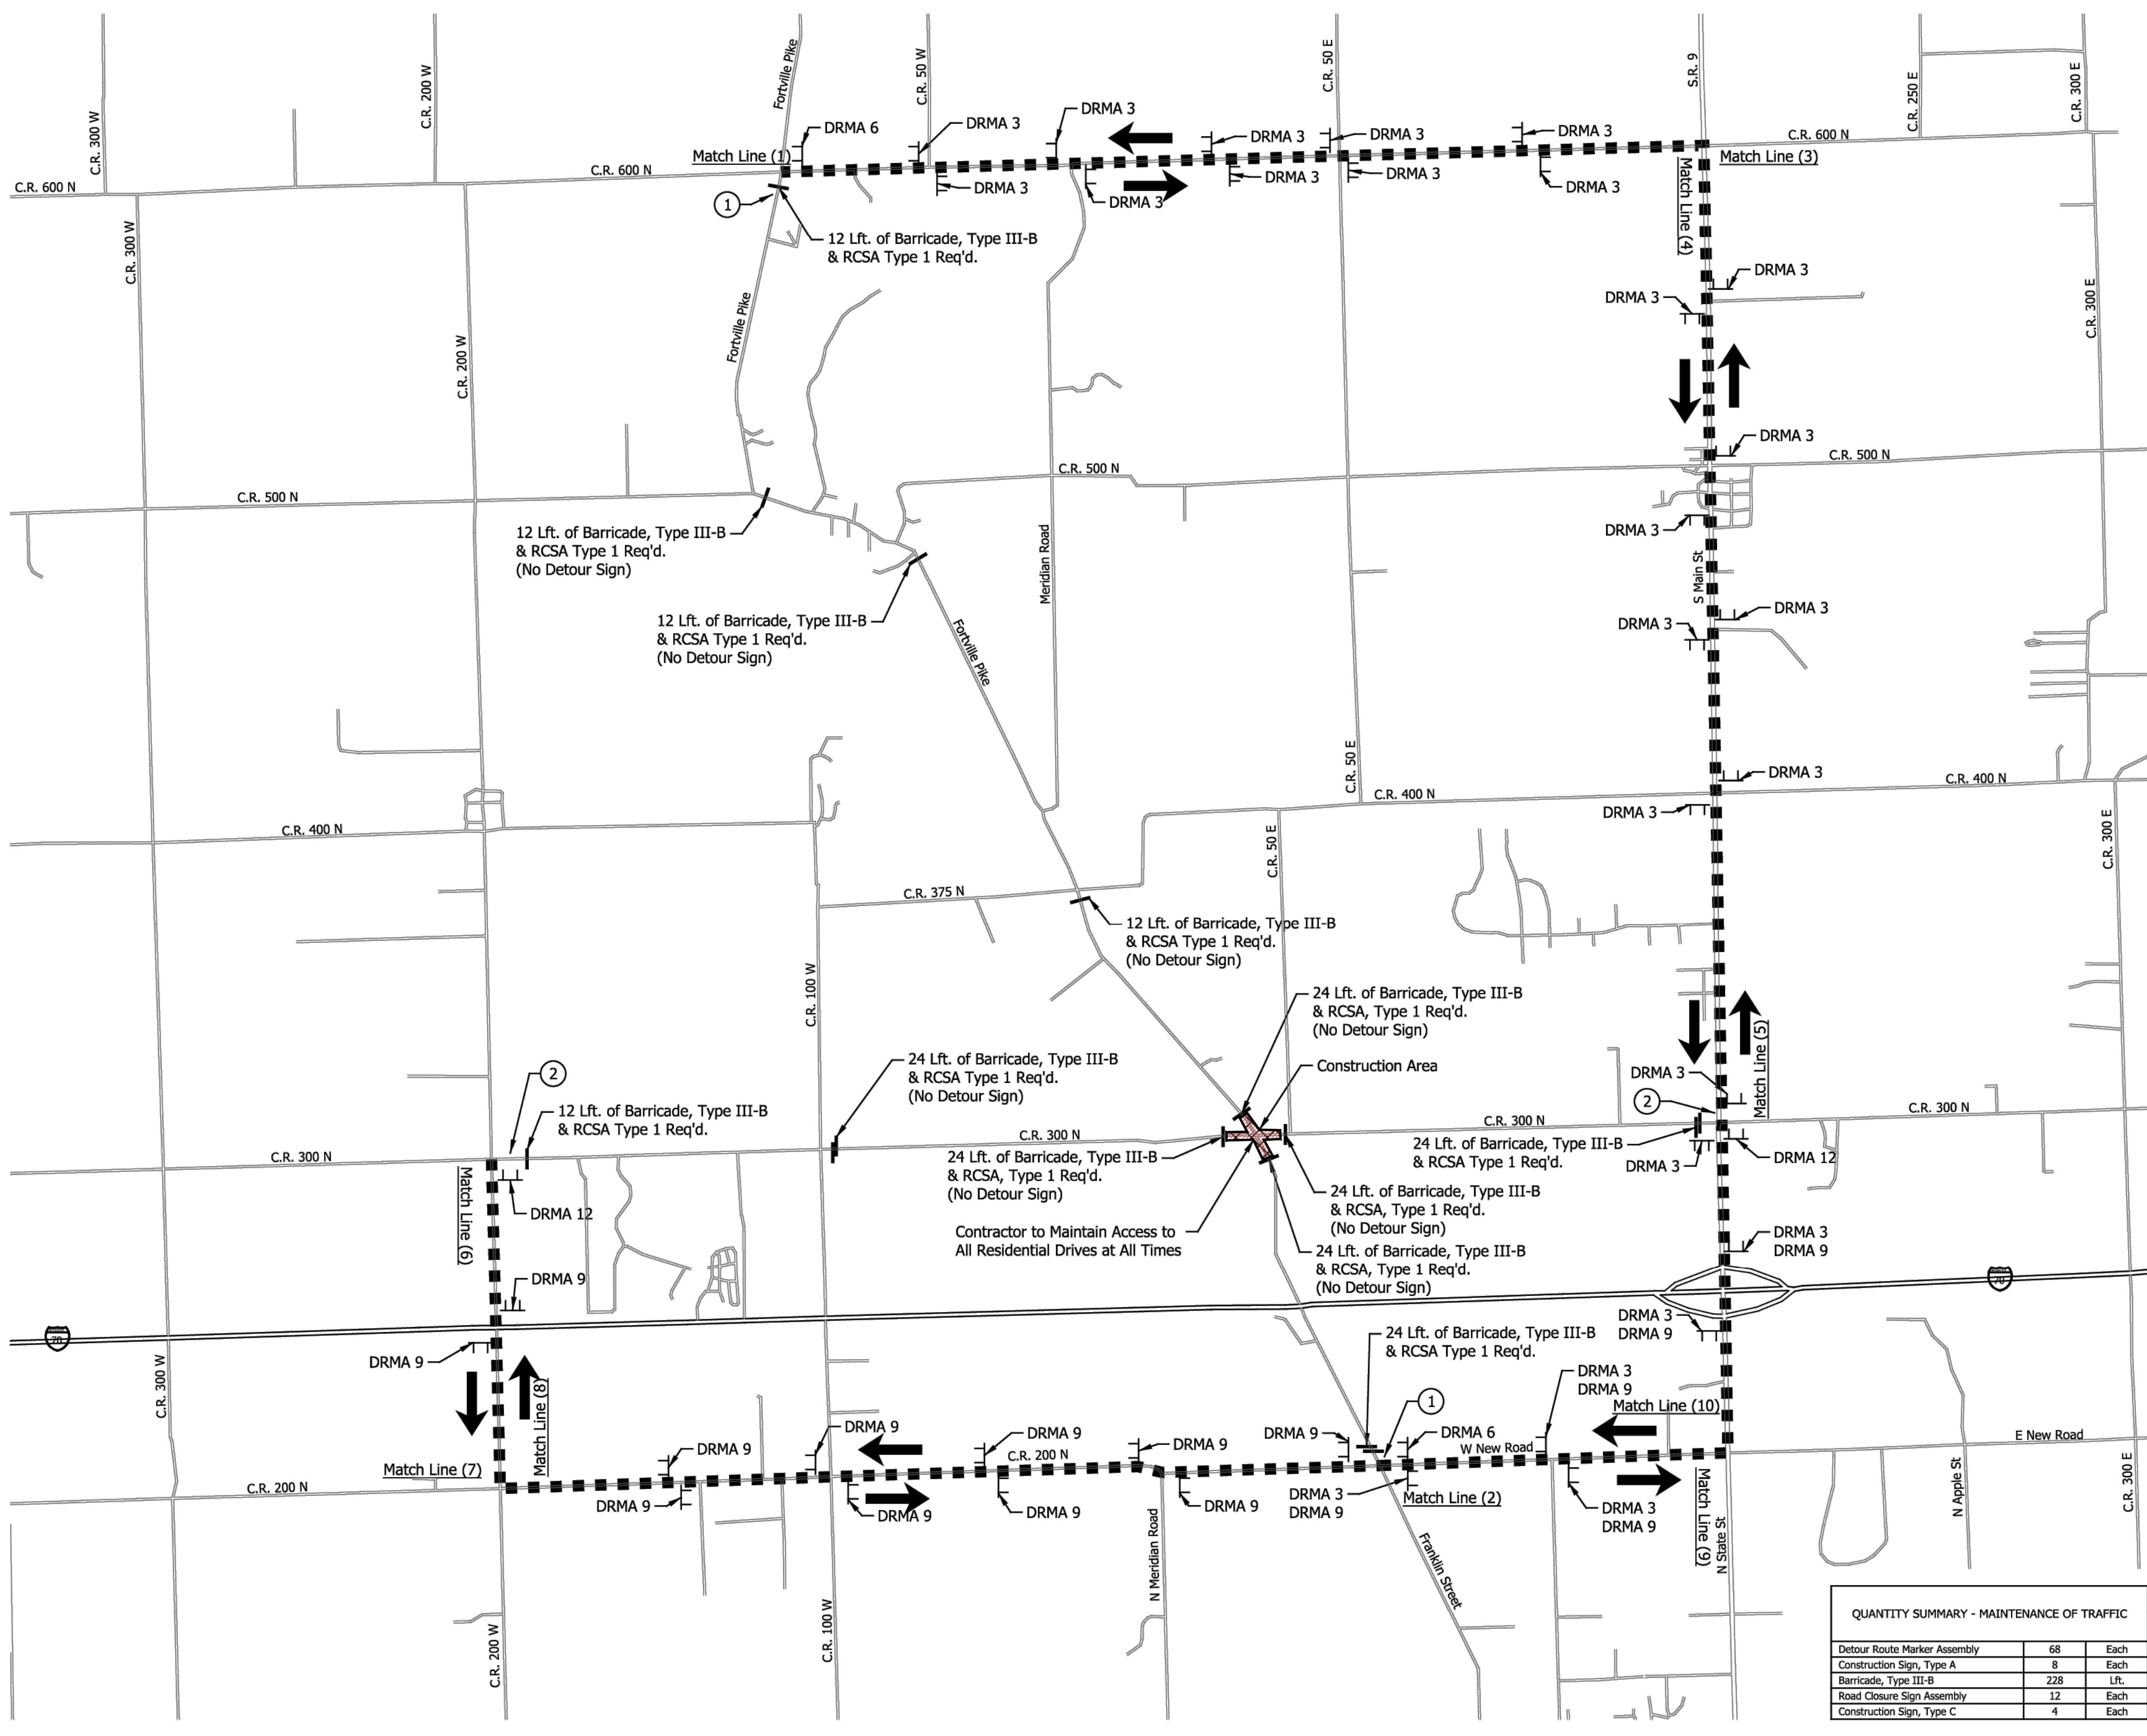 Fortville Pike
C.R. 50 W
C.R. 50 E
S.R. 9
C.R. 250 E
C.R. 300 E
C.R. 300 W
C.R. 200 W
DRMA 6
DRMA 3
DRMA 3
DRMA 3
DRMA 3
DRMA 3
C.R. 600 N
Match Line (1)
C.R. 600 N
C.R. 600 N
Match Line (3)
Match Line (4)
DRMA 3
DRMA 3
DRMA 3
DRMA 3
DRMA 3
1
12 Lft. of Barricade, Type III-B
& RCSA Type 1 Req'd.
C.R. 300 W
C.R. 200 W
Fortville Pike
C.R. 300 E
DRMA 3
DRMA 3
DRMA 3
C.R. 500 N
C.R. 500 N
C.R. 500 N
12 Lft. of Barricade, Type III-B
& RCSA Type 1 Req'd.
(No Detour Sign)
Meridian Road
DRMA 3
S Main St
12 Lft. of Barricade, Type III-B
& RCSA Type 1 Req'd.
(No Detour Sign)
Fortville Pike
DRMA 3
DRMA 3
C.R. 50 E
DRMA 3
C.R. 400 N
C.R. 400 N
DRMA 3
C.R. 400 N
C.R. 50 E
C.R. 300 E
C.R. 375 N
12 Lft. of Barricade, Type III-B
& RCSA Type 1 Req'd.
(No Detour Sign)
C.R. 100 W
24 Lft. of Barricade, Type III-B
& RCSA, Type 1 Req'd.
(No Detour Sign)
Construction Area
24 Lft. of Barricade, Type III-B
& RCSA Type 1 Req'd.
(No Detour Sign)
2
12 Lft. of Barricade, Type III-B
& RCSA Type 1 Req'd.
DRMA 3
2
Match Line (5)
C.R. 300 N
C.R. 300 N
C.R. 300 N
C.R. 300 N
24 Lft. of Barricade, Type III-B
& RCSA Type 1 Req'd.
DRMA 3
DRMA 12
24 Lft. of Barricade, Type III-B
& RCSA, Type 1 Req'd.
(No Detour Sign)
24 Lft. of Barricade, Type III-B
& RCSA, Type 1 Req'd.
(No Detour Sign)
Match Line (6)
DRMA 12
Contractor to Maintain Access to
All Residential Drives at All Times
24 Lft. of Barricade, Type III-B
& RCSA, Type 1 Req'd.
(No Detour Sign)
DRMA 3
DRMA 9
DRMA 9
70
70
DRMA 9
DRMA 3
DRMA 9
24 Lft. of Barricade, Type III-B
& RCSA Type 1 Req'd.
C.R. 300 W
Match Line (8)
DRMA 3
DRMA 9
1
Match Line (10)
DRMA 9
DRMA 9
DRMA 9
DRMA 9
DRMA 9
DRMA 6
W New Road
E New Road
C.R. 200 N
Match Line (7)
C.R. 200 N
DRMA 9
DRMA 9
DRMA 9
DRMA 9
DRMA 3
DRMA 9
Match Line (2)
DRMA 3
DRMA 9
Match Line (9)
N State St
N Apple St
C.R. 300 E
N Meridian Road
Franklin Street
C.R. 200 W
C.R. 100 W
QUANTITY SUMMARY - MAINTENANCE OF TRAFFIC
Detour Route Marker Assembly 68 Each
Construction Sign, Type A 8 Each
Barricade, Type III-B 228 Lft.
Road Closure Sign Assembly 12 Each
Construction Sign, Type C 4 Each